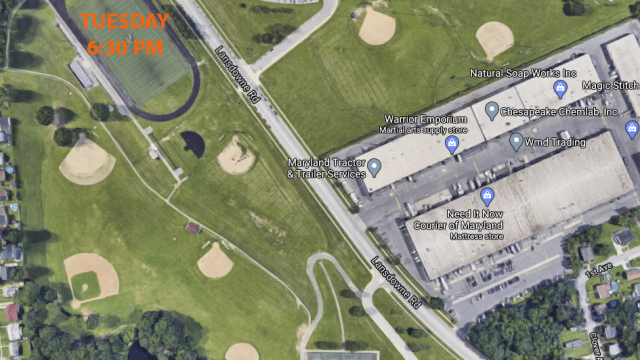 TUESDAY
6:30 PM
Lansdowne Rd
Natural Soap Works Inc
Magic Stitch
Chesapeake Chemlab, Inc.
Warrior Emporium
Martial arts supply store
Wmd Trading
Maryland Tractor
& Trailer Services
Need It Now
Courier of Maryland
Mattress store
Lansdowne Rd
1st Ave